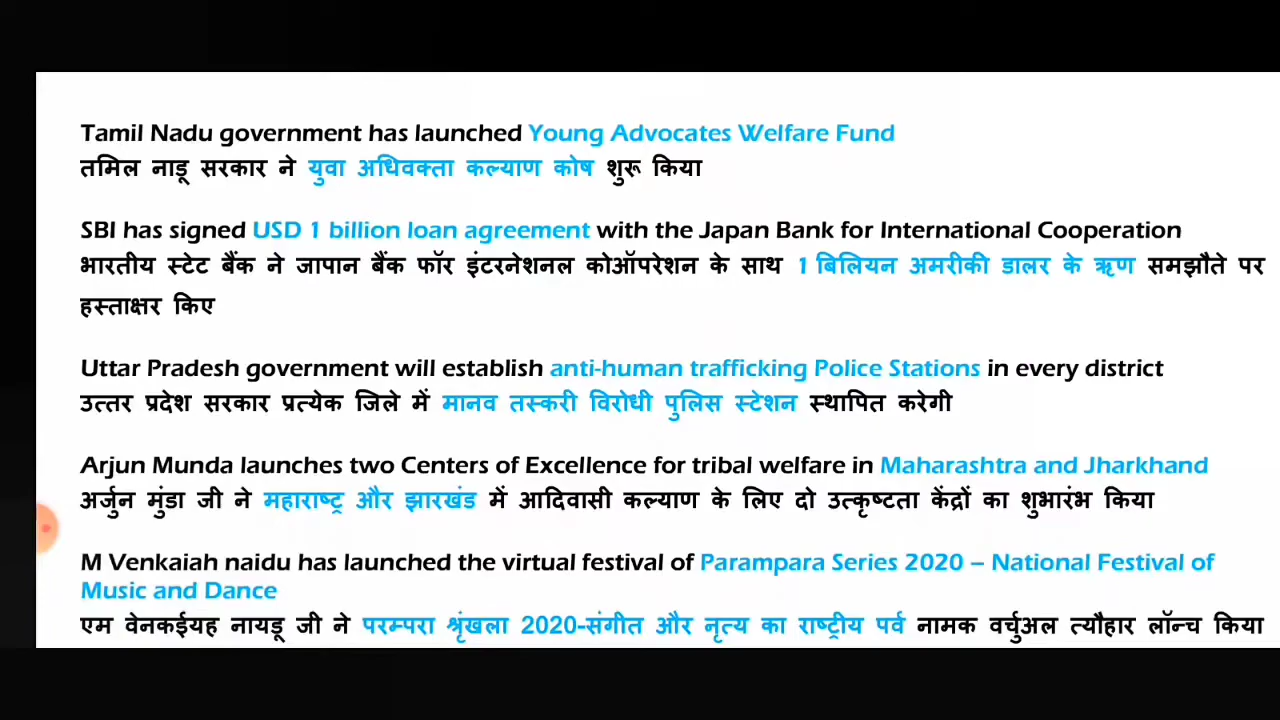 Tamil Nadu government has launched Young Advocates Welfare Fund
तमिल नाडू सरकार ने युवा अधिवक्ता कल्याण कोष शुरू किया
SBI has signed USD 1 billion loan agreement with the Japan Bank for International Cooperation
भारतीय स्टेट बैंक ने जापान बैंक फॉर इंटरनेशनल कोऑपरेशन के साथ 1 बिलियन अमरीकी डालर के ऋण समझौते पर
हस्ताक्षर किए
Uttar Pradesh government will establish anti-human trafficking Police Stations in every district
उत्तर प्रदेश सरकार प्रत्येक जिले में मानव तस्करी विरोधी पुलिस स्टेशन स्थापित करेगी
Arjun Munda launches two Centers of Excellence for tribal welfare in Maharashtra and Jharkhand
अर्जुन मुंडा जी ने महाराष्ट्र और झारखंड में आदिवासी कल्याण के लिए दो उत्कृष्टता केंद्रों का शुभारंभ किया
M Venkaiah naidu has launched the virtual festival of Parampara Series 2020 – National Festival of
Music and Dance
एम वेनकईयह नायडू जी ने परम्परा श्रृंखला 2020-संगीत और नृत्य का राष्ट्रीय पर्व नामक वर्चुअल त्यौहार लॉन्च किया